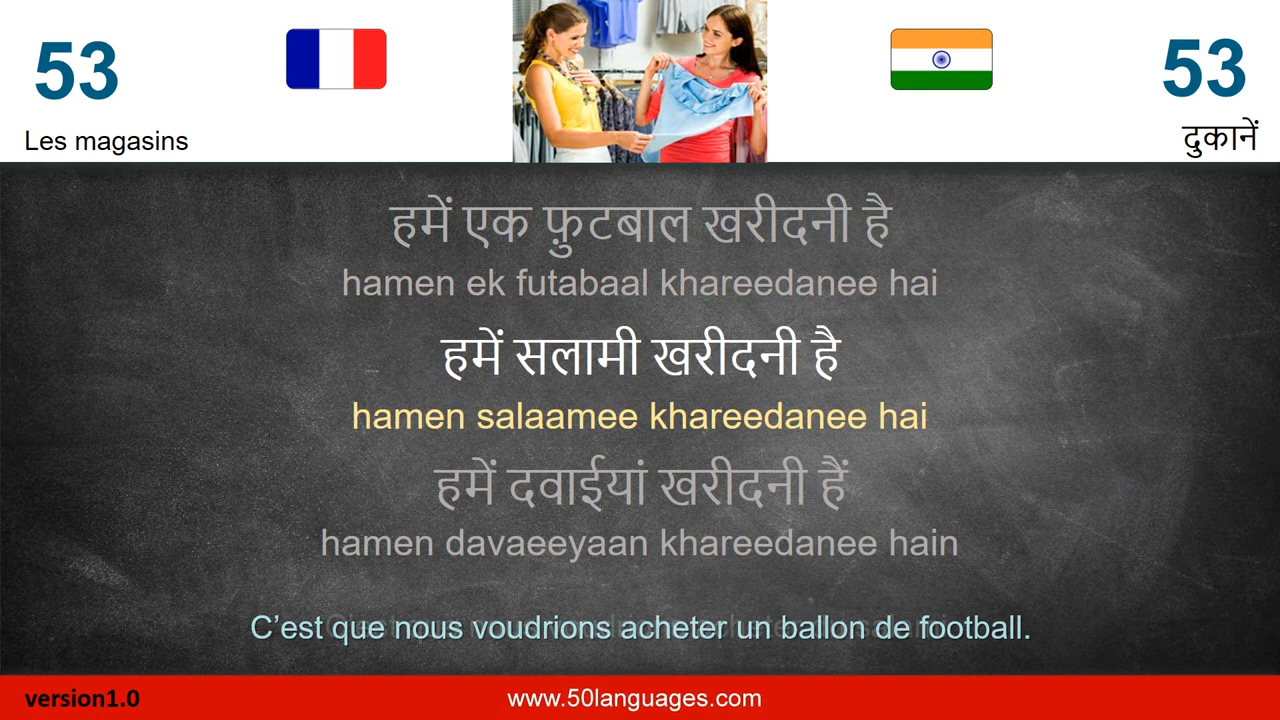 53
53
Les magasins
दुकानें
हमें एक फ़ुटबाल खरीदनी है
hamen ek futabaal khareedanee hai
हमें सलामी खरीदनी है
hamen salaamee khareedanee hai
हमें दवाईयां खरीदनी हैं
hamen davaeeyaan khareedanee hain
C’est que nous voudrions acheter un ballon de football.
version1.0
www.50languages.com